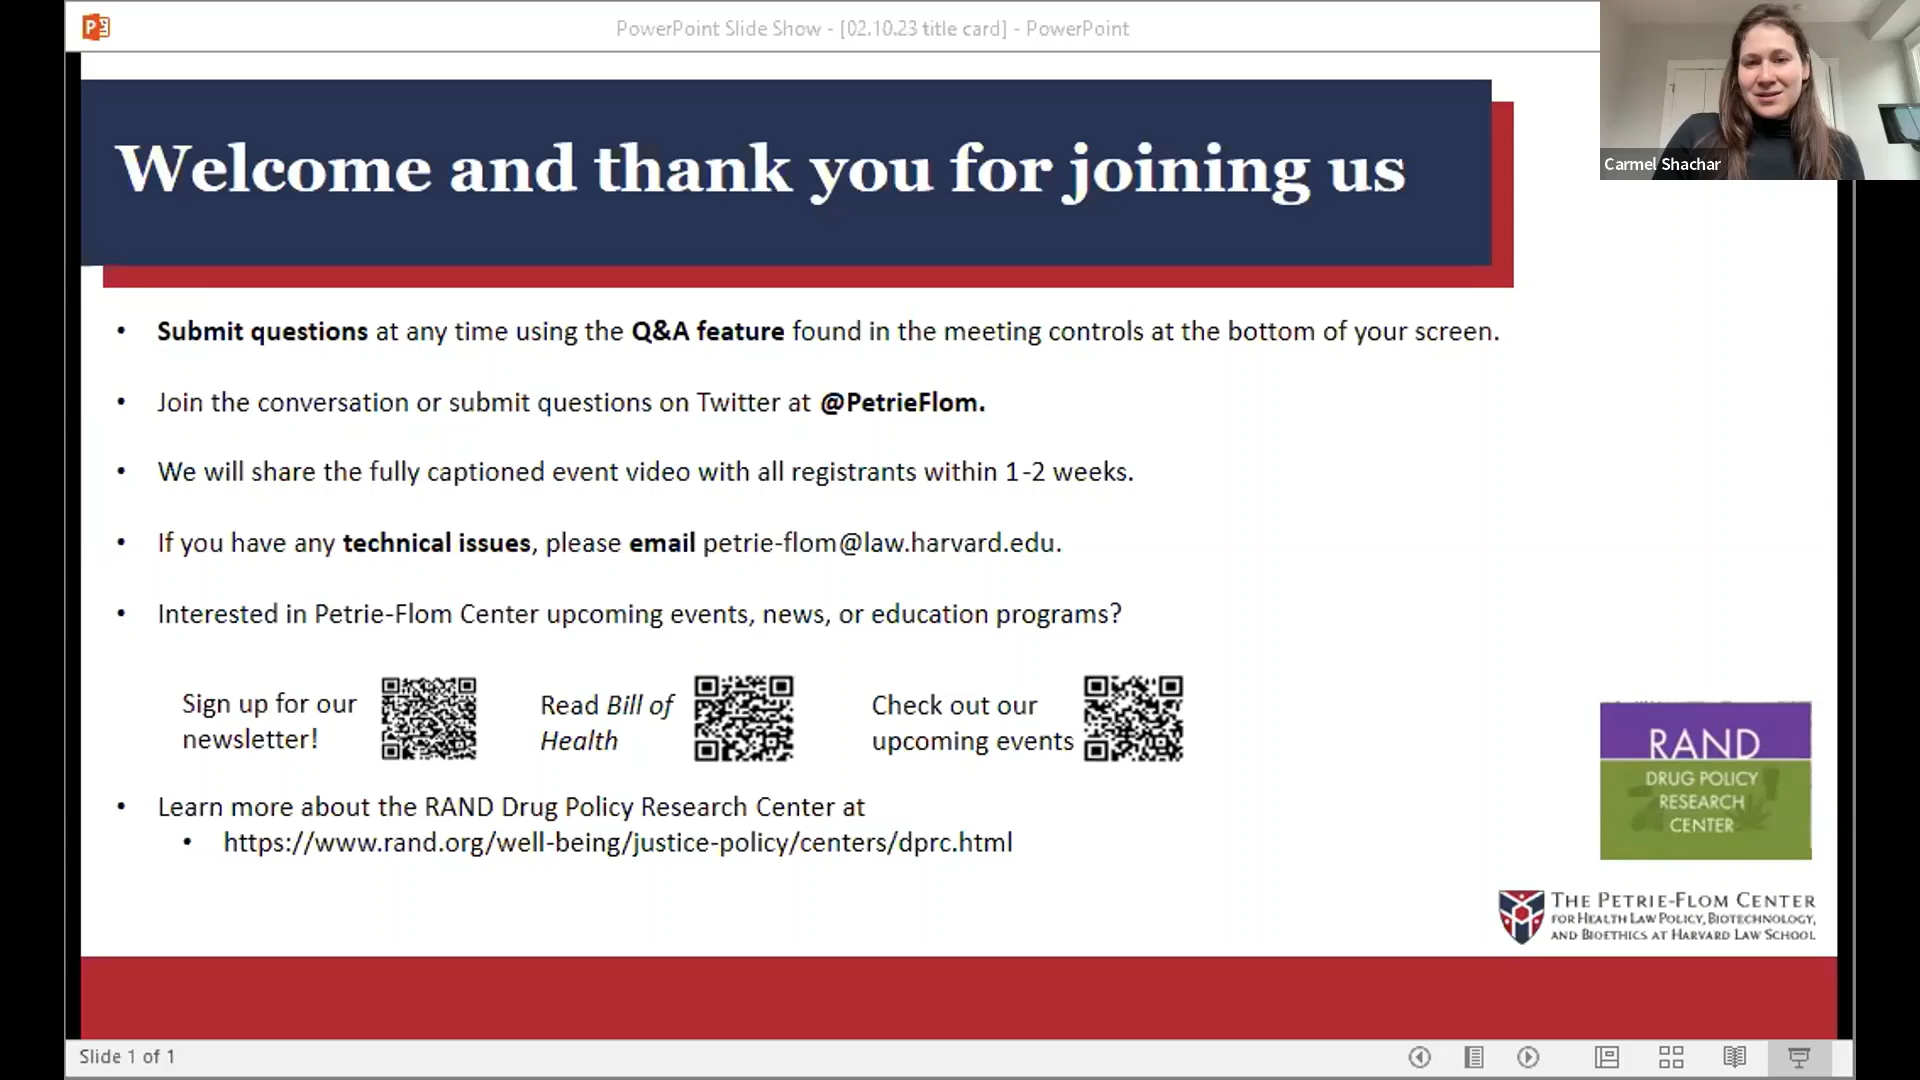 PowerPoint Slide Show - [02.10.23 title card] - PowerPoint
Carmel Shachar
Welcome and thank you for joining us
• Submit questions at any time using the Q&A feature found in the meeting controls at the bottom of your screen.
• Join the conversation or submit questions on Twitter at @PetrieFlom.
• We will share the fully captioned event video with all registrants within 1-2 weeks.
• If you have any technical issues, please email petrie-flom@law.harvard.edu.
• Interested in Petrie-Flom Center upcoming events, news, or education programs?
Sign up for our
newsletter!
Read Bill of
Health
Check out our
upcoming events
• Learn more about the RAND Drug Policy Research Center at
• https://www.rand.org/well-being/justice-policy/centers/dprc.html
RAND
DRUG POLICY
RESEARCH
CENTER
THE PETRIE-FLOM CENTER
FOR HEALTH LAW POLICY, BIOTECHNOLOGY,
AND BIOETHICS AT HARVARD LAW SCHOOL
Slide 1 of 1